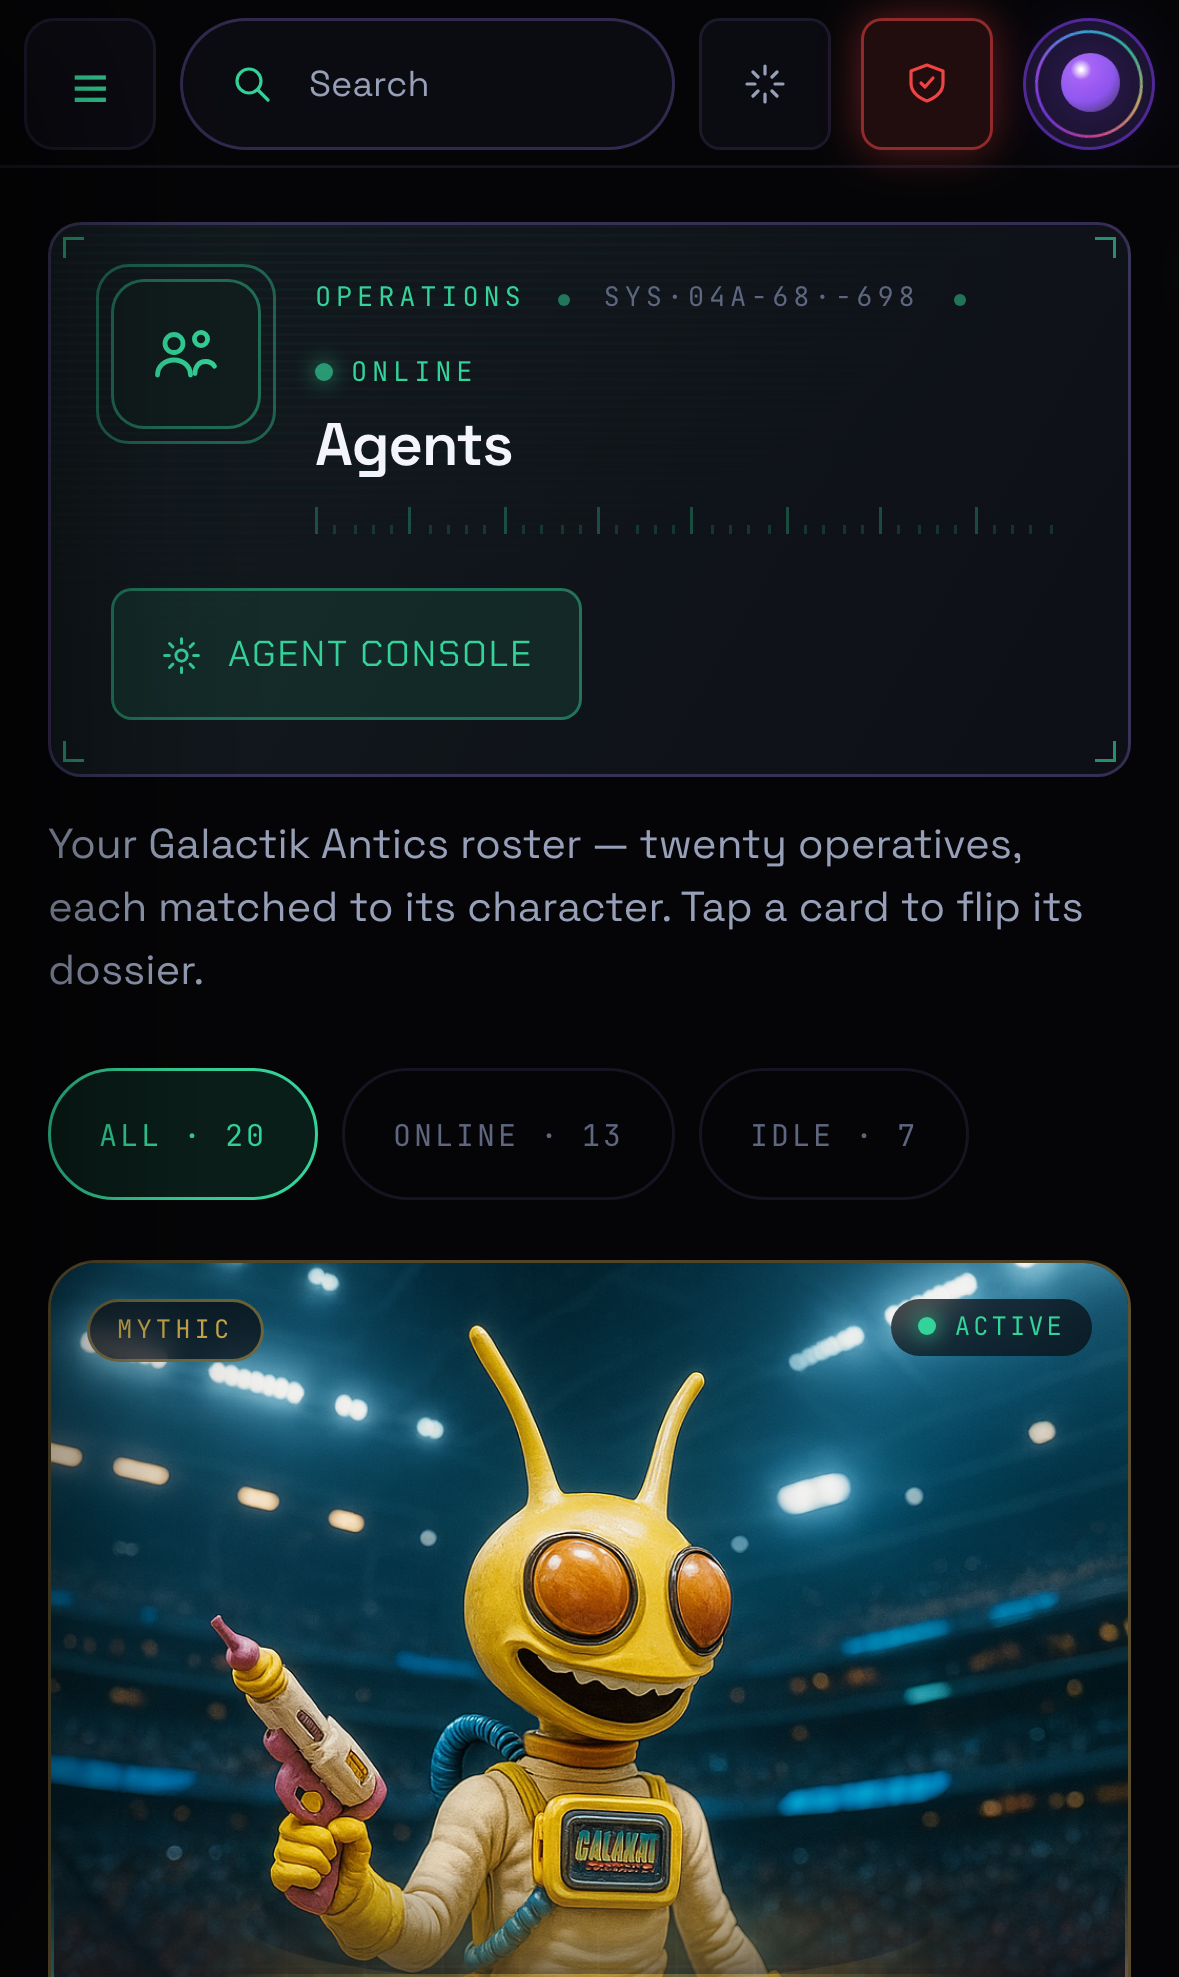 Search
OPERATIONS • SYS·04A-68·-698 •
ONLINE
Agents
AGENT CONSOLE
Your Galactik Antics roster — twenty operatives,
each matched to its character. Tap a card to flip its
dossier.
ALL · 20
ONLINE · 13
IDLE · 7
MYTHIC
ACTIVE